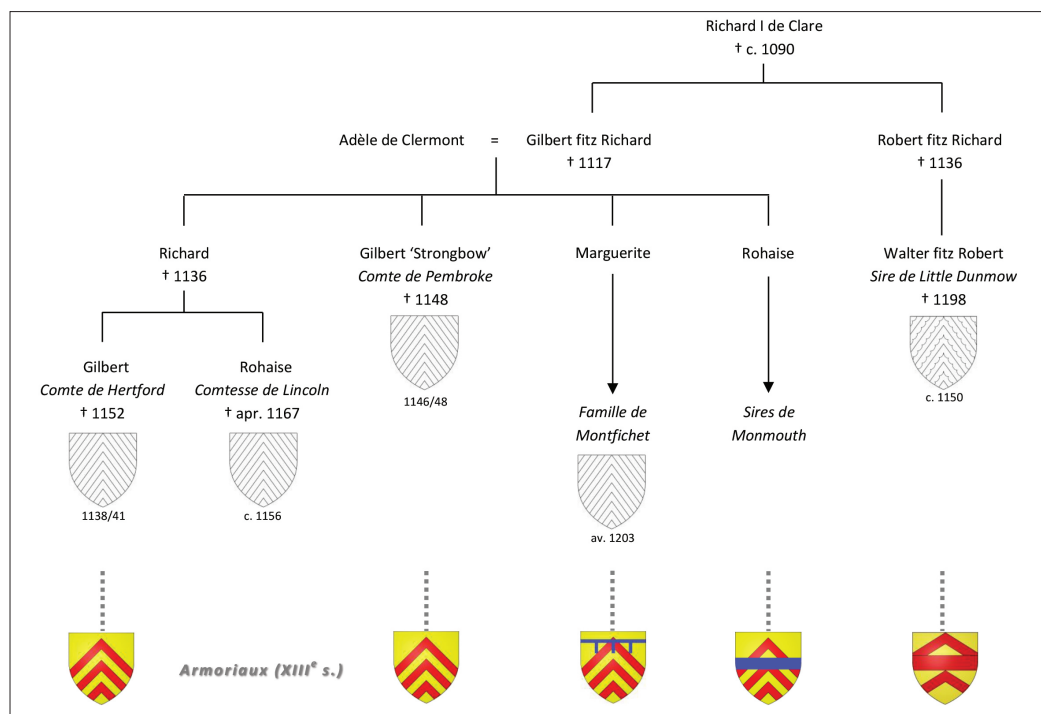 Richard I de Clare
† c. 1090
Adèle de Clermont = Gilbert fitz Richard
† 1117
Robert fitz Richard
† 1136
Richard
† 1136
Gilbert ‘Strongbow’
Comte de Pembroke
† 1148
1146/48
Marguerite
Rohaise
Walter fitz Robert
Sire de Little Dunmow
† 1198
c. 1150
Gilbert
Comte de Hertford
† 1152
1138/41
Rohaise
Comtesse de Lincoln
† apr. 1167
c. 1156
Famille de
Montfichet
av. 1203
Sires de
Monmouth
Armoriaux (XIIIe s.)